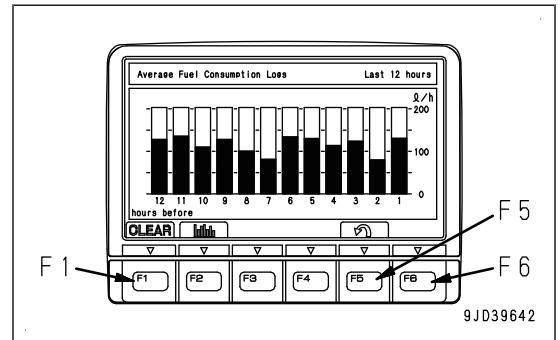 Average Fuel Consumption Logs Last 12 hours
ℓ/h
200
100
0
12 11 10 9 8 7 6 5 4 3 2 1
hours before
CLEAR
F5
F1
F1 F2 F3 F4 F5 F6
F6
9JD39642